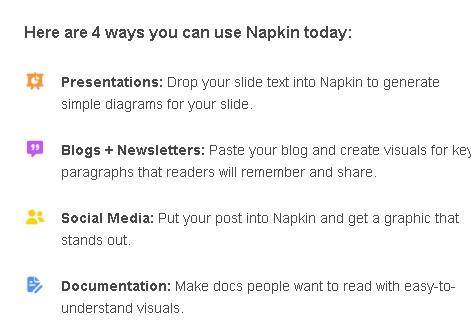 Here are 4 ways you can use Napkin today:
Presentations: Drop your slide text into Napkin to generate
simple diagrams for your slide.
Blogs + Newsletters: Paste your blog and create visuals for key
paragraphs that readers will remember and share.
Social Media: Put your post into Napkin and get a graphic that
stands out.
Documentation: Make docs people want to read with easy-to-
understand visuals.